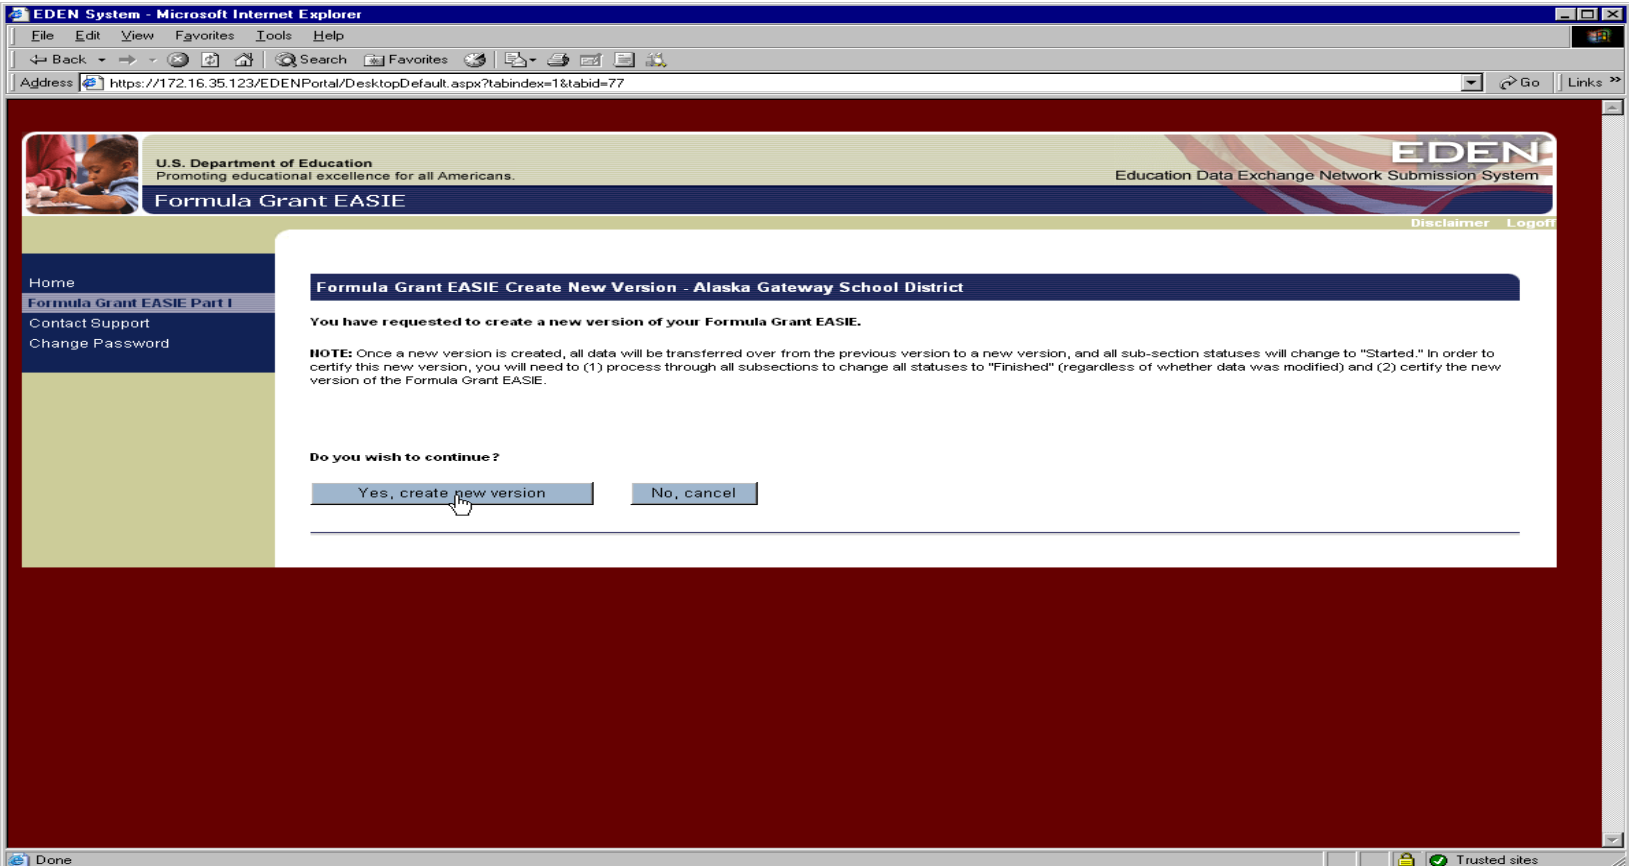 EDEN System - Microsoft Internet Explorer
File Edit View Favorites Tools Help
Back Search Favorites
Address https://172.16.35.123/EDENPortal/DesktopDefault.aspx?tabindex=1&tabid=77 Go Links »
U.S. Department of Education
Promoting educational excellence for all Americans.
EDEN
Education Data Exchange Network Submission System
Formula Grant EASIE
Disclaimer Logoff
Home
Formula Grant EASIE Part I
Contact Support
Change Password
Formula Grant EASIE Create New Version - Alaska Gateway School District
You have requested to create a new version of your Formula Grant EASIE.
NOTE: Once a new version is created, all data will be transferred over from the previous version to a new version, and all sub-section statuses will change to "Started." In order to
certify this new version, you will need to (1) process through all subsections to change all statuses to "Finished" (regardless of whether data was modified) and (2) certify the new
version of the Formula Grant EASIE.
Do you wish to continue?
Yes, create new version No, cancel
Done Trusted sites